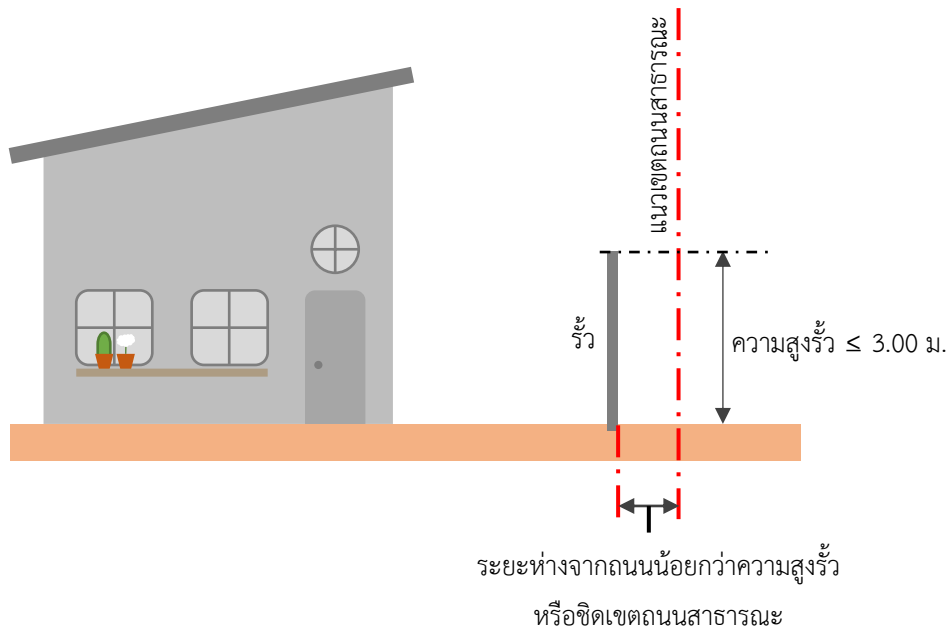 แนวเขตถนนสาธารณะ
รั้ว
ความสูงรั้ว ≤ 3.00 ม.
ระยะห่างจากถนนน้อยกว่าความสูงรั้ว
หรือชิดเขตถนนสาธารณะ